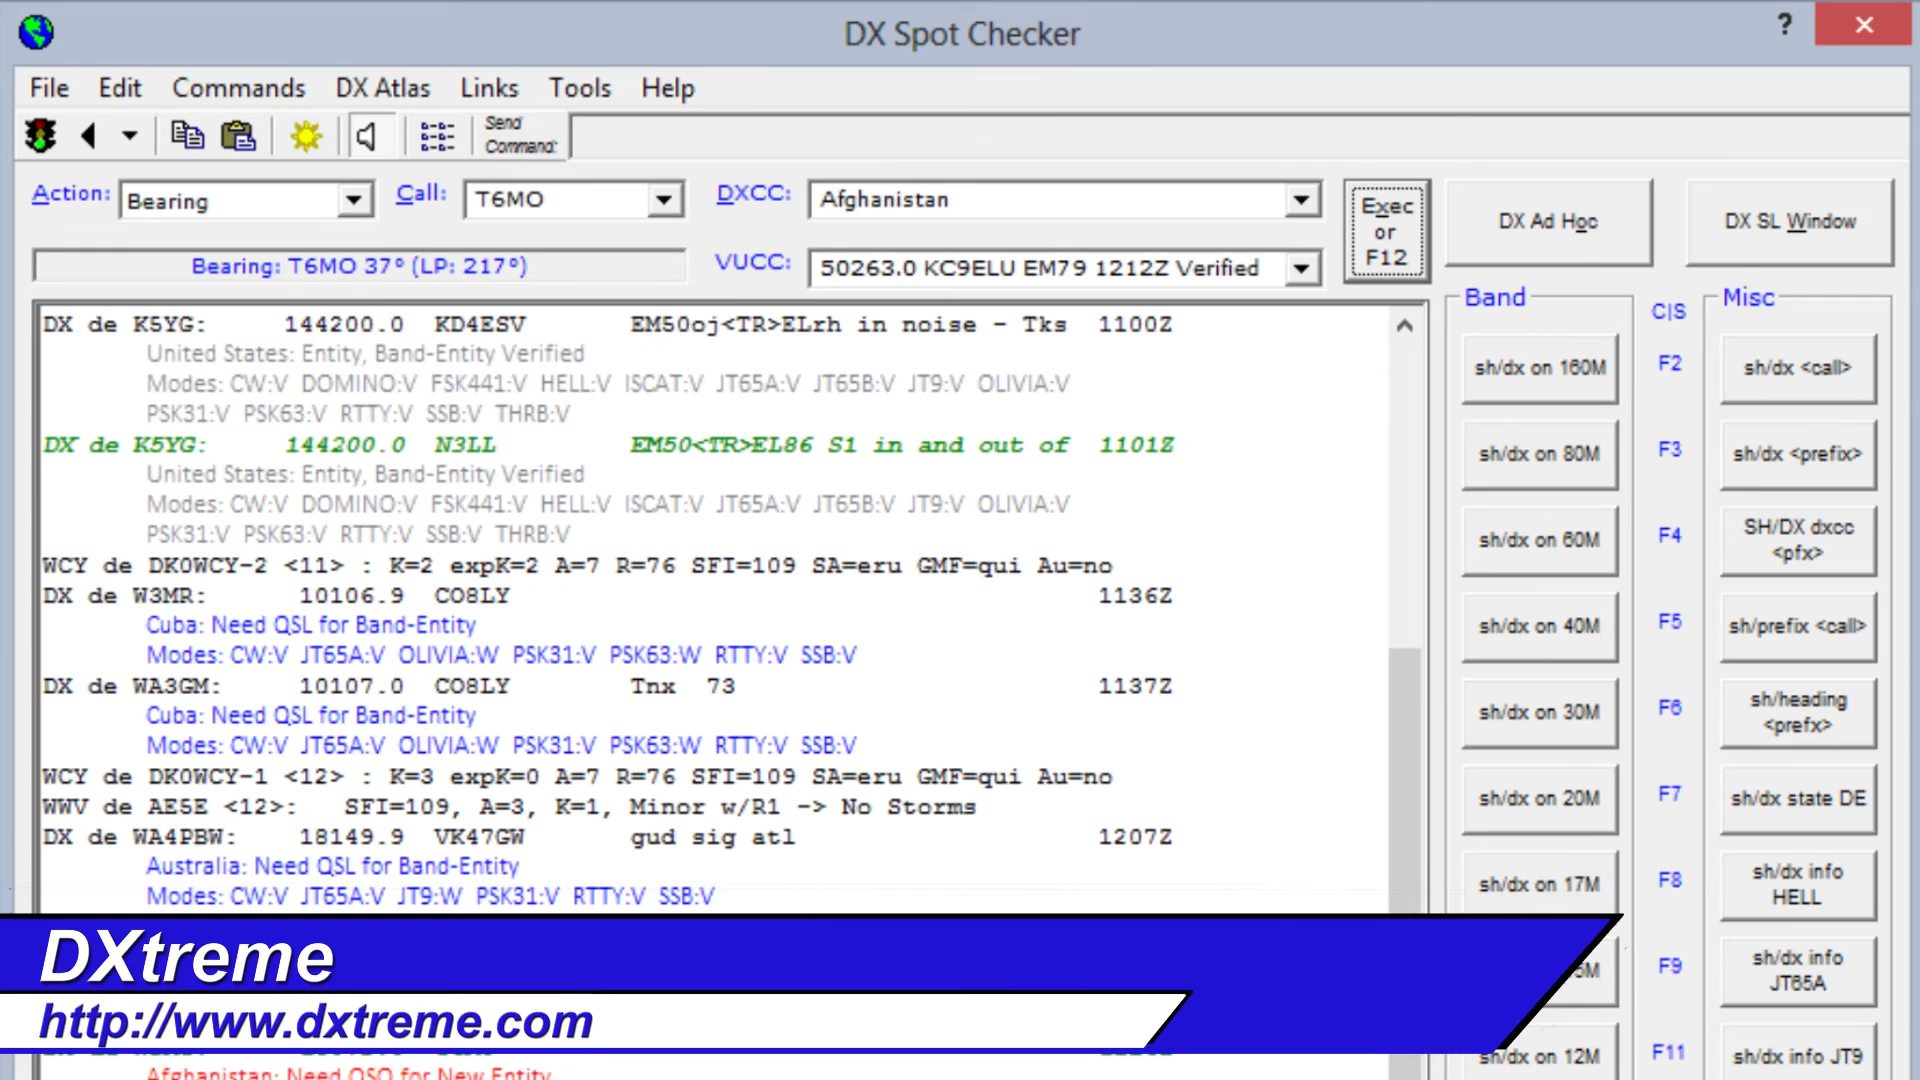 DX Spot Checker
?
File Edit Commands DX Atlas Links Tools Help
Send Command:
Action: Bearing Call: T6MO DXCC: Afghanistan
Exec or F12
DX Ad Hoc
DX SL Window
Bearing: T6MO 37° (LP: 217°)
VUCC: 50263.0 KC9ELU EM79 1212Z Verified
DX de K5YG: 144200.0 KD4ESV EM50oj<TR>ELrh in noise - Tks 1100Z
United States: Entity, Band-Entity Verified
Modes: CW:V DOMINO:V FSK441:V HELL:V ISCAT:V JT65A:V JT65B:V JT9:V OLIVIA:V
PSK31:V PSK63:V RTTY:V SSB:V THRB:V
DX de K5YG: 144200.0 N3LL EM50<TR>EL86 S1 in and out of 1101Z
United States: Entity, Band-Entity Verified
Modes: CW:V DOMINO:V FSK441:V HELL:V ISCAT:V JT65A:V JT65B:V JT9:V OLIVIA:V
PSK31:V PSK63:V RTTY:V SSB:V THRB:V
WCY de DK0WCY-2 <11> : K=2 expK=2 A=7 R=76 SFI=109 SA=eru GMF=qui Au=no
DX de W3MR: 10106.9 CO8LY 1136Z
Cuba: Need QSL for Band-Entity
Modes: CW:V JT65A:V OLIVIA:W PSK31:V PSK63:W RTTY:V SSB:V
DX de WA3GM: 10107.0 CO8LY Tnx 73 1137Z
Cuba: Need QSL for Band-Entity
Modes: CW:V JT65A:V OLIVIA:W PSK31:V PSK63:W RTTY:V SSB:V
WCY de DK0WCY-1 <12> : K=3 expK=0 A=7 R=76 SFI=109 SA=eru GMF=qui Au=no
WWV de AE5E <12>: SFI=109, A=3, K=1, Minor w/R1 -> No Storms
DX de WA4PBW: 18149.9 VK47GW gud sig atl 1207Z
Australia: Need QSL for Band-Entity
Modes: CW:V JT65A:V JT9:W PSK31:V RTTY:V SSB:V
Afghanistan: Need QSO for New Entity
Band C|S Misc
sh/dx on 160M F2 sh/dx <call>
sh/dx on 80M F3 sh/dx <prefix>
sh/dx on 60M F4 SH/DX dxcc <pfx>
sh/dx on 40M F5 sh/prefix <call>
sh/dx on 30M F6 sh/heading <prefx>
sh/dx on 20M F7 sh/dx state DE
sh/dx on 17M F8 sh/dx info HELL
F9 sh/dx info JT65A
sh/dx on 12M F11 sh/dx info JT9
DXtreme
http://www.dxtreme.com